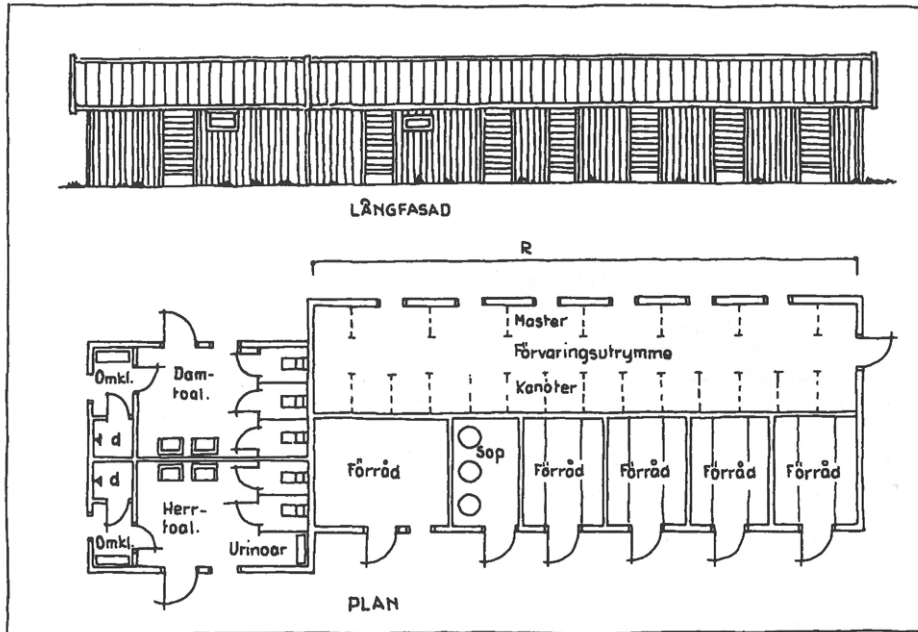 LÅNGFASAD
R
Master
Förvaringsutrymme
Kanoter
Omkl.
Dam-
toal.
d
d
Herr-
toal.
Omkl.
Urinoar
Förråd
Sop
Förråd
Förråd
Förråd
Förråd
PLAN